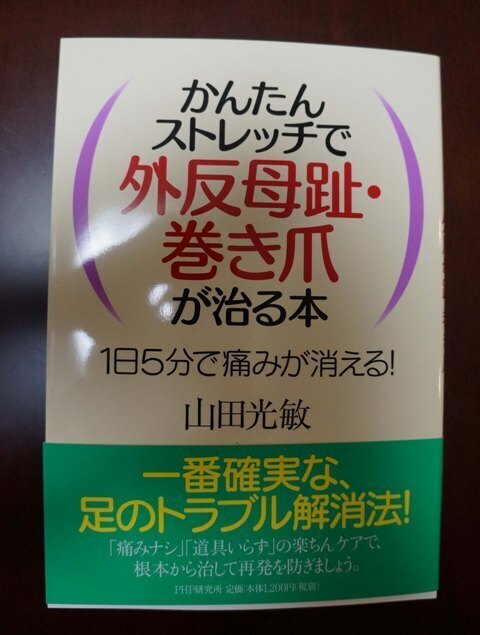 かんたん
ストレッチで
外反母趾・
巻き爪
が治る本
1日5分で痛みが消える!
山田光敏
一番確実な、
足のトラブル解消法!
「痛みナシ」「道具いらず」の楽ちんケアで、
根本から治して再発を防ぎましょう。
PHP研究所 定価:本体1,200円(税別)